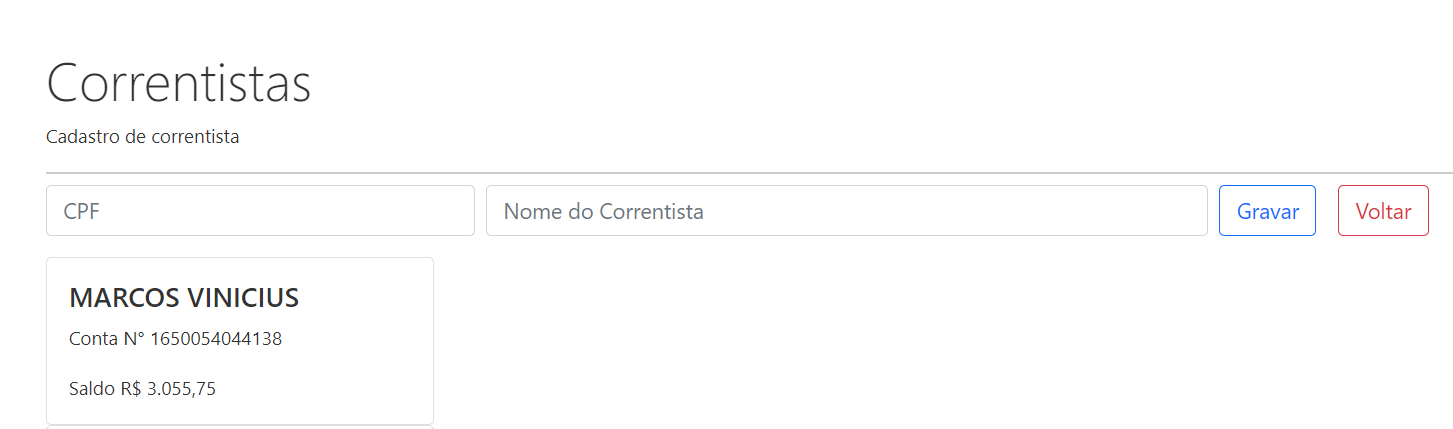 Correntistas
Cadastro de correntista
CPF
Nome do Correntista
Gravar
Voltar
MARCOS VINICIUS
Conta N° 1650054044138
Saldo R$ 3.055,75